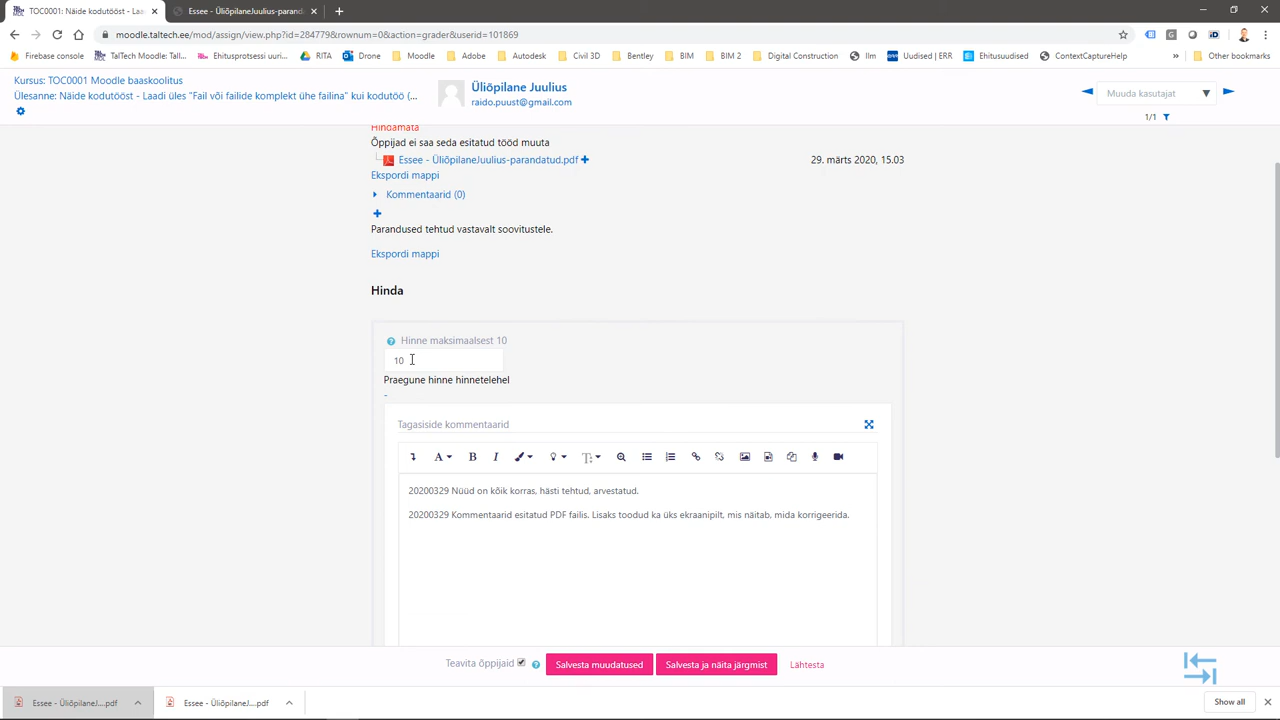 TOC0001: Näide kodutööst - Lai
Essee - ÜliõpilaneJuulius-parand
moodle.taltech.ee/mod/assign/view.php?id=284779&rownum=0&action=grader&userid=101869
Firebase console
TalTech Moodle: Tall...
Ehitusprotsessi uuri...
RITA
Drone
Moodle
Adobe
Autodesk
Civil 3D
Bentley
BIM
BIM 2
Digital Construction
Ilm
Uudised | ERR
Ehitusuudised
ContextCaptureHelp
»
Other bookmarks
Kursus: TOC0001 Moodle baaskoolitus
Ülesanne: Näide kodutööst - Laadi üles "Fail või failide komplekt ühe failina" kui kodutöö (...
Üliõpilane Juulius
raido.puust@gmail.com
Muuda kasutajat
1/1
Hindamata
Õppijad ei saa seda esitatud tööd muuta
Essee - ÜliõpilaneJuulius-parandatud.pdf
29. märts 2020, 15.03
Ekspordi mappi
Kommentaarid (0)
Parandused tehtud vastavalt soovitustele.
Ekspordi mappi
Hinda
Hinne maksimaalsest 10
10
Praegune hinne hinnetelehel
-
Tagasiside kommentaarid
20200329 Nüüd on kõik korras, hästi tehtud, arvestatud.
20200329 Kommentaarid esitatud PDF failis. Lisaks toodud ka üks ekraanipilt, mis näitab, mida korrigeerida.
Teavita õppijaid
Salvesta muudatused
Salvesta ja näita järgmist
Lähtesta
Essee - ÜliõpilaneJ....pdf
Essee - ÜliõpilaneJ....pdf
Show all